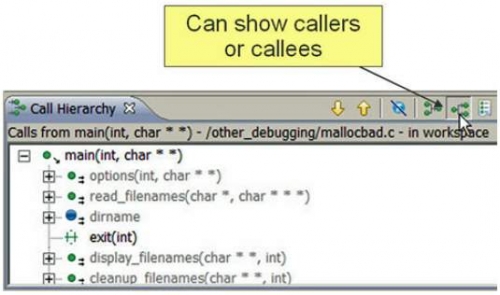 Can show callers
or callees
Call Hierarchy
Calls from main(int, char * *) - /other_debugging/mallocbad.c - in workspace
main(int, char * *)
options(int, char * *)
read_filenames(char *, char * * *)
dirname
exit(int)
display_filenames(char * *, int)
cleanup_filenames(char * *, int)